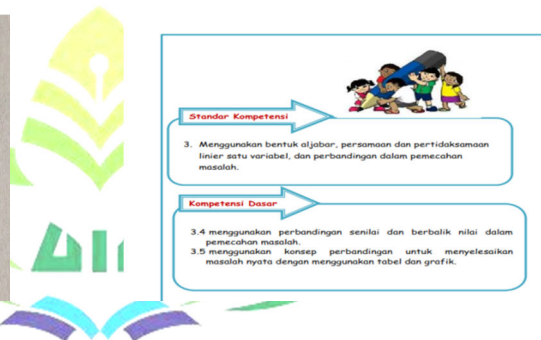 Standar Kompetensi
3. Menggunakan bentuk aljabar, persamaan dan pertidaksamaan
linier satu variabel, dan perbandingan dalam pemecahan
masalah.
Kompetensi Dasar
3.4 menggunakan perbandingan senilai dan berbalik nilai dalam
pemecahan masalah.
3.5 menggunakan konsep perbandingan untuk menyelesaikan
masalah nyata dengan menggunakan tabel dan grafik.